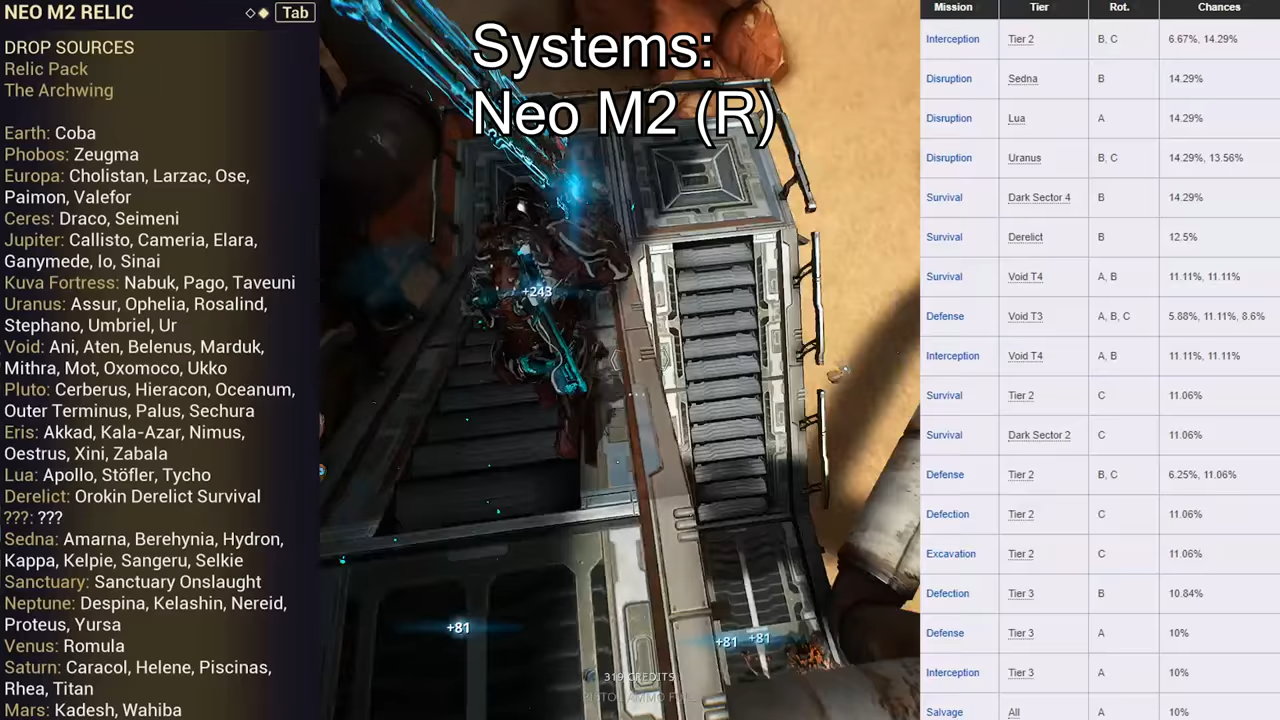 NEO M2 RELIC
Tab
DROP SOURCES
Relic Pack
The Archwing
Earth: Coba
Phobos: Zeugma
Europa: Cholistan, Larzac, Ose,
Paimon, Valefor
Ceres: Draco, Seimeni
Jupiter: Callisto, Cameria, Elara,
Ganymede, Io, Sinai
Kuva Fortress: Nabuk, Pago, Taveuni
Uranus: Assur, Ophelia, Rosalind,
Stephano, Umbriel, Ur
Void: Ani, Aten, Belenus, Marduk,
Mithra, Mot, Oxomoco, Ukko
Pluto: Cerberus, Hieracon, Oceanum,
Outer Terminus, Palus, Sechura
Eris: Akkad, Kala-Azar, Nimus,
Oestrus, Xini, Zabala
Lua: Apollo, Stöfler, Tycho
Derelict: Orokin Derelict Survival
???: ???
Sedna: Amarna, Berehynia, Hydron,
Kappa, Kelpie, Sangeru, Selkie
Sanctuary: Sanctuary Onslaught
Neptune: Despina, Kelashin, Nereid,
Proteus, Yursa
Venus: Romula
Saturn: Caracol, Helene, Piscinas,
Rhea, Titan
Mars: Kadesh, Wahiba
Systems:
Neo M2 (R)
+243
+81
+81 +81
319 CREDITS
Mission Tier Rot. Chances
Interception Tier 2 B, C 6.67%, 14.29%
Disruption Sedna B 14.29%
Disruption Lua A 14.29%
Disruption Uranus B, C 14.29%, 13.56%
Survival Dark Sector 4 B 14.29%
Survival Derelict B 12.5%
Survival Void T4 A, B 11.11%, 11.11%
Defense Void T3 A, B, C 5.88%, 11.11%, 8.6%
Interception Void T4 A, B 11.11%, 11.11%
Survival Tier 2 C 11.06%
Survival Dark Sector 2 C 11.06%
Defense Tier 2 B, C 6.25%, 11.06%
Defection Tier 2 C 11.06%
Excavation Tier 2 C 11.06%
Defection Tier 3 B 10.84%
Defense Tier 3 A 10%
Interception Tier 3 A 10%
Salvage All A 10%